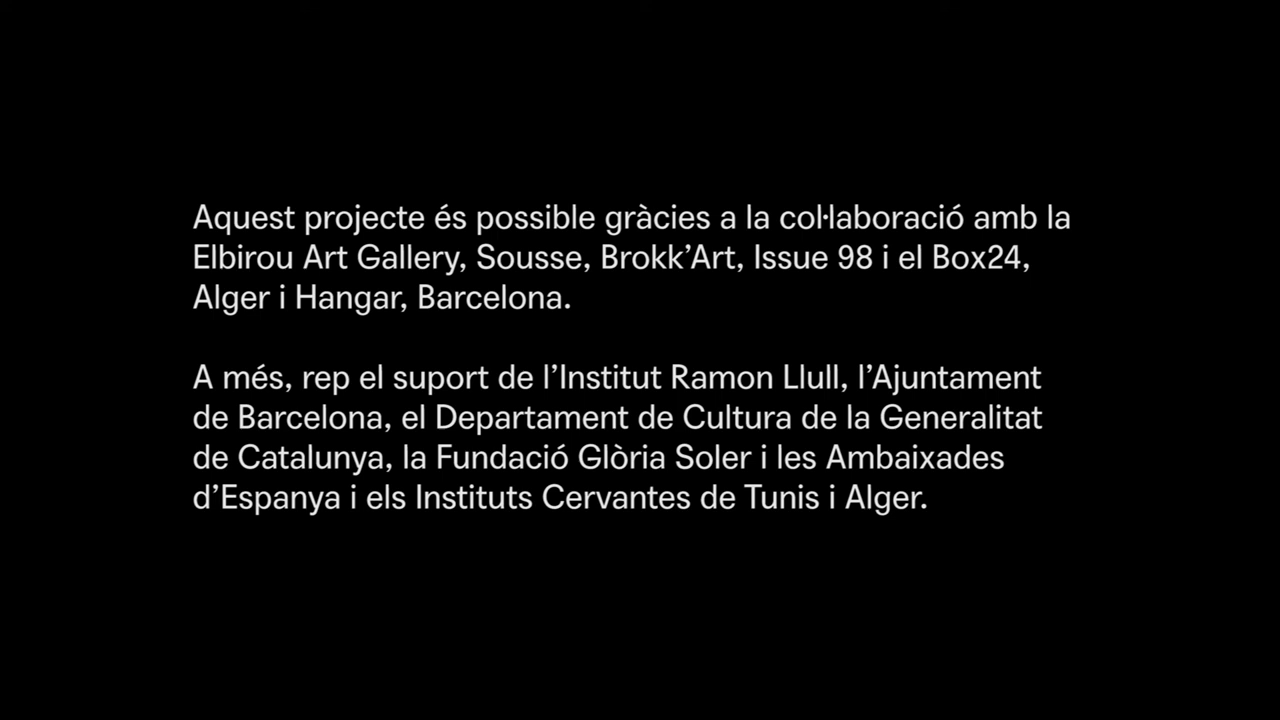 Aquest projecte és possible gràcies a la col·laboració amb la
Elbirou Art Gallery, Sousse, Brokk’Art, Issue 98 i el Box24,
Alger i Hangar, Barcelona.
A més, rep el suport de l’Institut Ramon Llull, l’Ajuntament
de Barcelona, el Departament de Cultura de la Generalitat
de Catalunya, la Fundació Glòria Soler i les Ambaixades
d’Espanya i els Instituts Cervantes de Tunis i Alger.